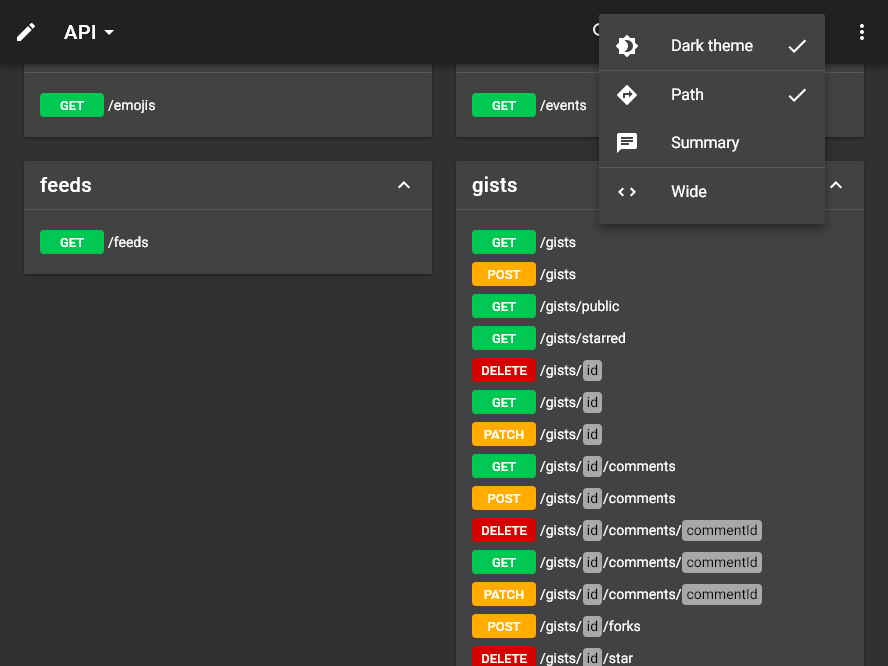 API
Dark theme
Path
Summary
Wide
GET /emojis
GET /events
feeds
GET /feeds
gists
GET /gists
POST /gists
GET /gists/public
GET /gists/starred
DELETE /gists/ id
GET /gists/ id
PATCH /gists/ id
GET /gists/ id /comments
POST /gists/ id /comments
DELETE /gists/ id /comments/ commentId
GET /gists/ id /comments/ commentId
PATCH /gists/ id /comments/ commentId
POST /gists/ id /forks
DELETE /gists/ id /star